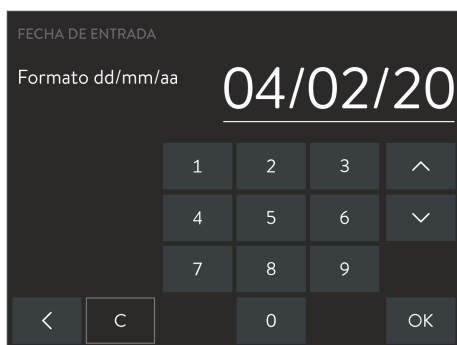 FECHA DE ENTRADA
Formato dd/mm/aa 04/02/20
1 2 3
4 5 6
7 8 9
C 0 OK